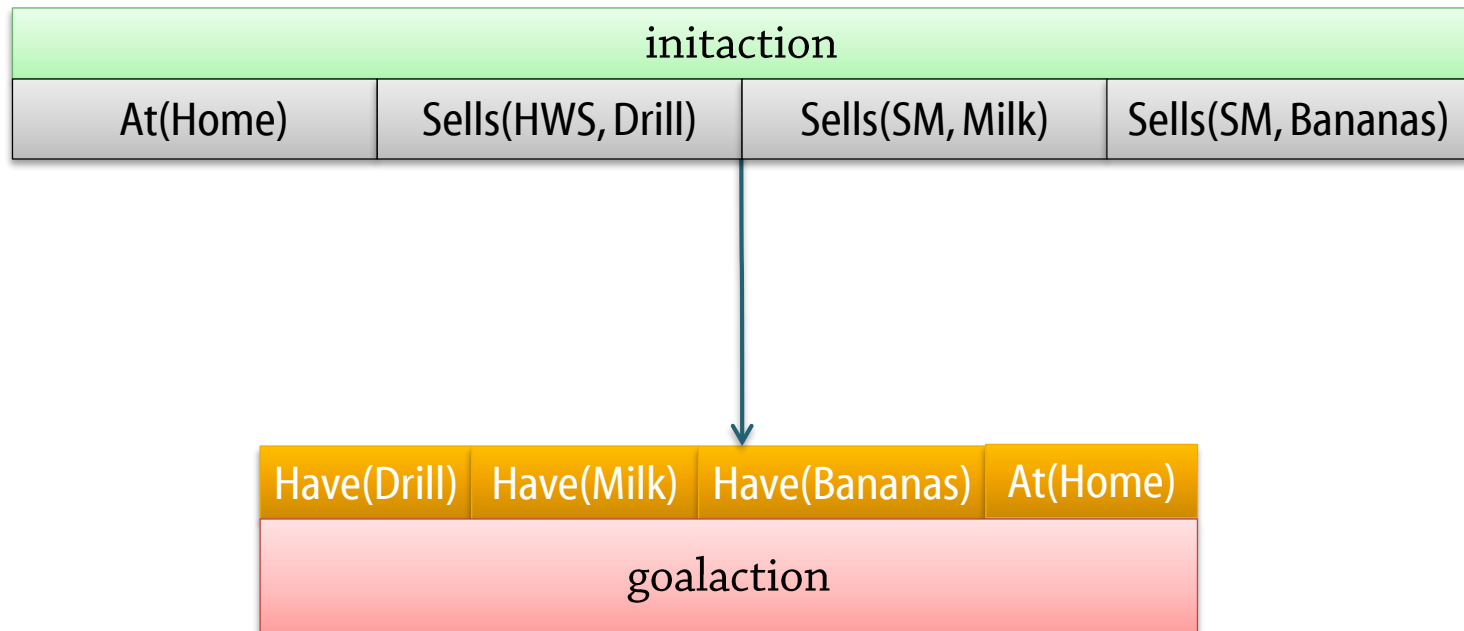 initaction
At(Home) Sells(HWS, Drill) Sells(SM, Milk) Sells(SM, Bananas)
Have(Drill) Have(Milk) Have(Bananas) At(Home)
goalaction